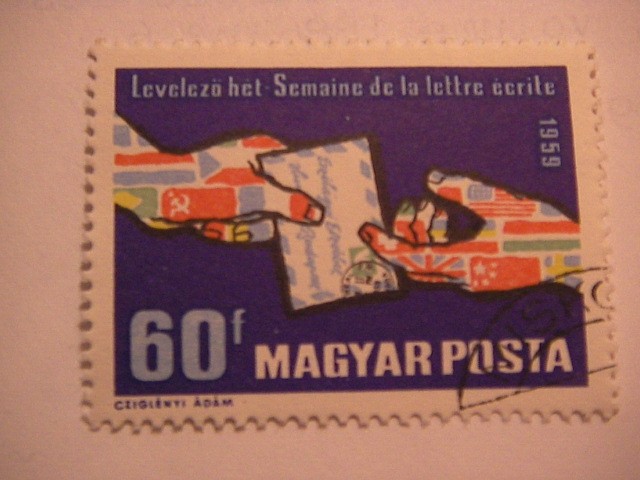 Levelező hét - Semaine de la lettre écrite
1959
60f
MAGYAR POSTA
CZIGLÉNYI ÁDÁM